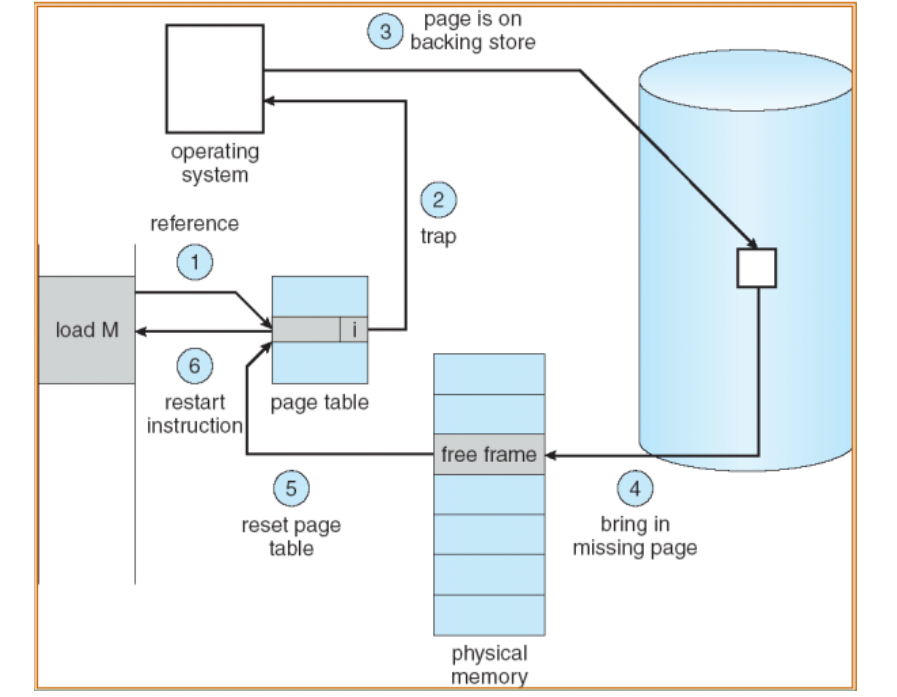 3
page is on
backing store
operating
system
2
trap
reference
1
load M
i
6
restart
instruction
page table
free frame
5
reset page
table
4
bring in
missing page
physical
memory